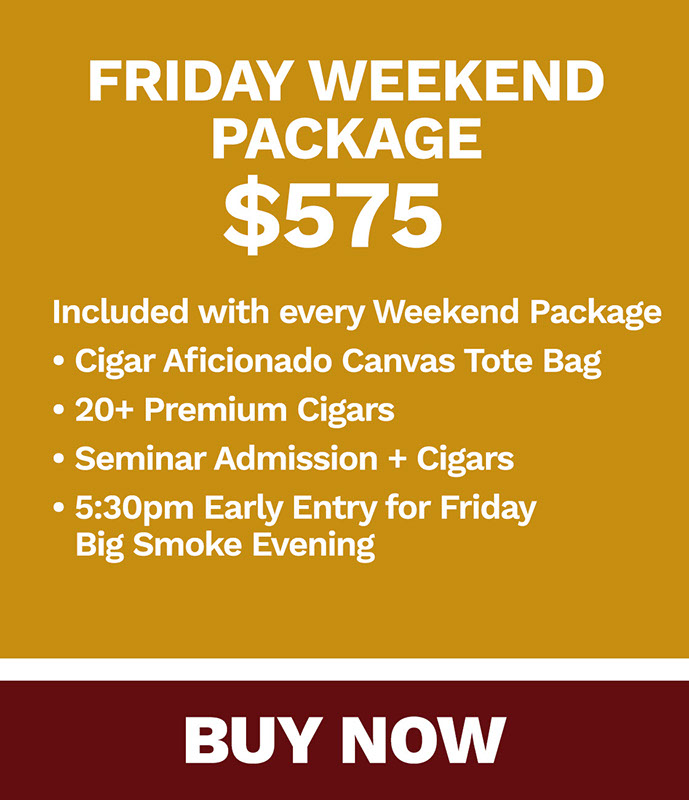 FRIDAY WEEKEND
PACKAGE
$575
Included with every Weekend Package
• Cigar Aficionado Canvas Tote Bag
• 20+ Premium Cigars
• Seminar Admission + Cigars
• 5:30pm Early Entry for Friday
Big Smoke Evening
BUY NOW